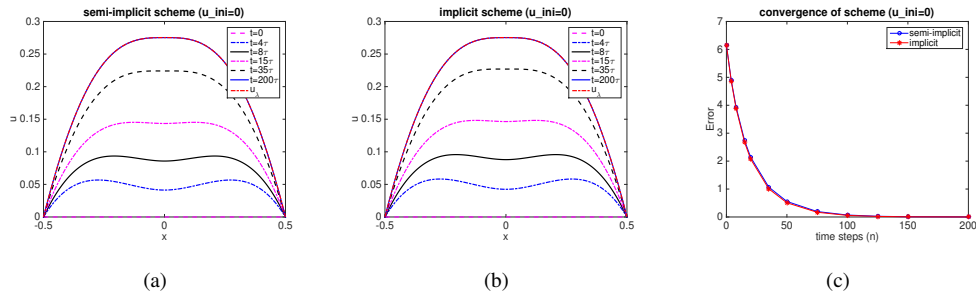 semi-implicit scheme (u_ini=0)
0.3
0.25
0.2
0.15
0.1
0.05
0
u
-0.5
0
0.5
x
t=0
t=4τ
t=8τ
t=15τ
t=35τ
t=200τ
u_λ
(a)
implicit scheme (u_ini=0)
0.3
0.25
0.2
0.15
0.1
0.05
0
u
-0.5
0
0.5
x
t=0
t=4τ
t=8τ
t=15τ
t=35τ
t=200τ
u_λ
(b)
convergence of scheme (u_ini=0)
7
6
5
4
3
2
1
0
Error
0
50
100
150
200
time steps (n)
semi-implicit
implicit
(c)